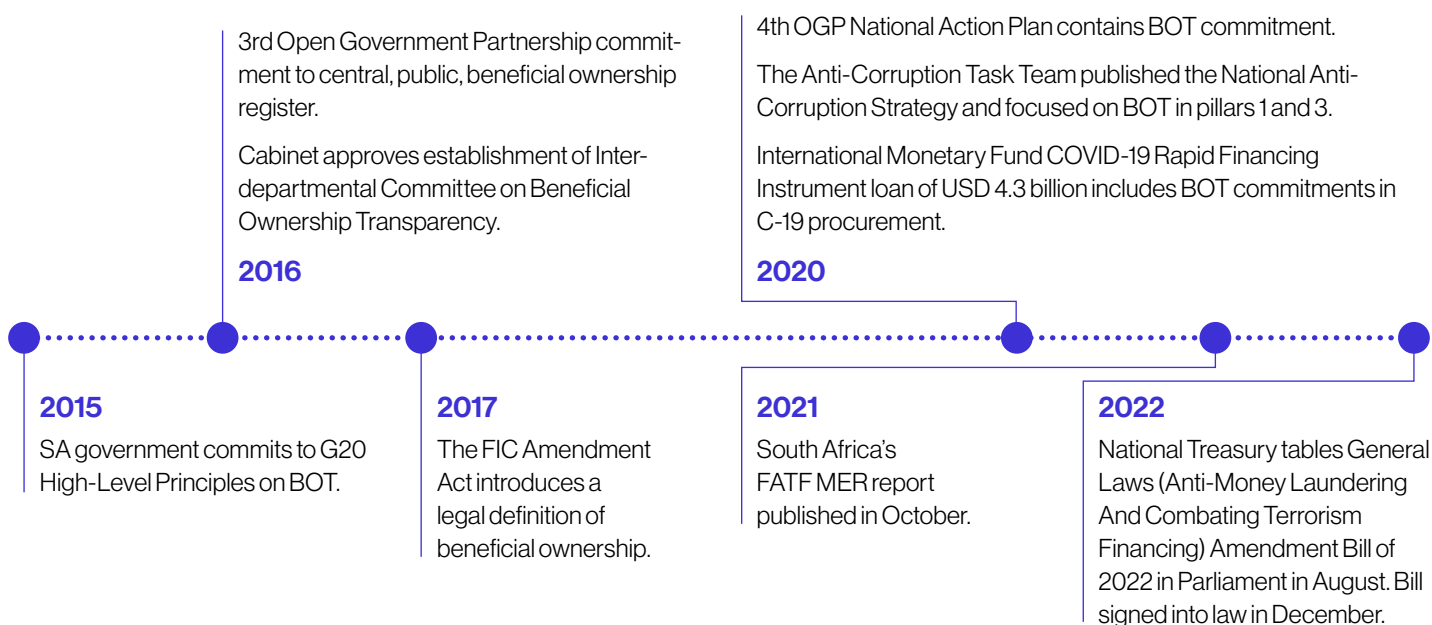 3rd Open Government Partnership commit-
ment to central, public, beneficial ownership
register.
Cabinet approves establishment of Inter-
departmental Committee on Beneficial
Ownership Transparency.
2016
4th OGP National Action Plan contains BOT commitment.
The Anti-Corruption Task Team published the National Anti-
Corruption Strategy and focused on BOT in pillars 1 and 3.
International Monetary Fund COVID-19 Rapid Financing
Instrument loan of USD 4.3 billion includes BOT commitments in
C-19 procurement.
2020
2015
SA government commits to G20
High-Level Principles on BOT.
2017
The FIC Amendment
Act introduces a
legal definition of
beneficial ownership.
2021
South Africa's
FATF MER report
published in October.
2022
National Treasury tables General
Laws (Anti-Money Laundering
And Combating Terrorism
Financing) Amendment Bill of
2022 in Parliament in August. Bill
signed into law in December.